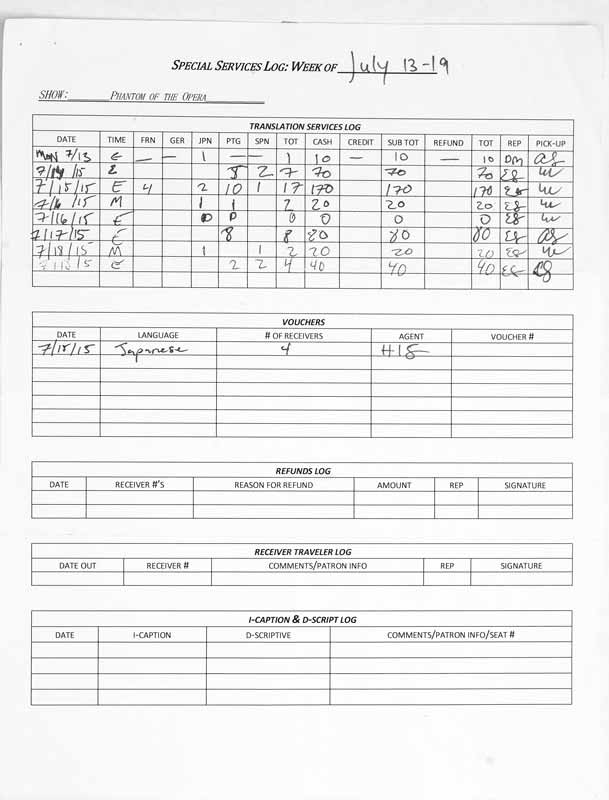 SPECIAL SERVICES LOG: WEEK OF July 13-19
SHOW: PHANTOM OF THE OPERA
TRANSLATION SERVICES LOG
DATE TIME FRN GER JPN PTG SPN TOT CASH CREDIT SUB TOT REFUND TOT REP PICK-UP
MON 7/13 E — — 1 — — 1 10 — 10 — 10 DM
7/14/15 E 5 2 7 70 70 70 ES
7/15/15 E 4 2 10 1 17 170 170 170 ES
7/16/15 M 1 1 2 20 20 20 ES
7/16/15 E 0 0 0 0 0 0 ES
7/17/15 E 8 8 80 80 80 ES
7/18/15 M 1 1 2 20 20 20 ES
E 2 2 4 40 40 40 ES
VOUCHERS
DATE LANGUAGE # OF RECEIVERS AGENT VOUCHER #
7/15/15 Japanese 4 HIS
REFUNDS LOG
DATE RECEIVER #'S REASON FOR REFUND AMOUNT REP SIGNATURE
RECEIVER TRAVELER LOG
DATE OUT RECEIVER # COMMENTS/PATRON INFO REP SIGNATURE
I-CAPTION & D-SCRIPT LOG
DATE I-CAPTION D-SCRIPTIVE COMMENTS/PATRON INFO/SEAT #